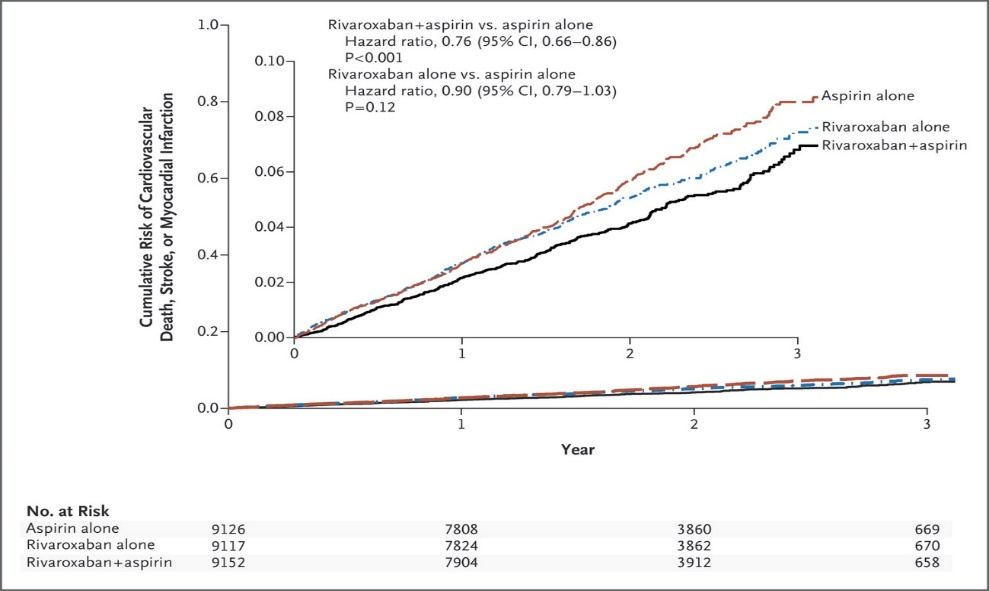 Rivaroxaban+aspirin vs. aspirin alone
Hazard ratio, 0.76 (95% CI, 0.66–0.86)
P<0.001
Rivaroxaban alone vs. aspirin alone
Hazard ratio, 0.90 (95% CI, 0.79–1.03)
P=0.12
Cumulative Risk of Cardiovascular
Death, Stroke, or Myocardial Infarction
1.0
0.8
0.6
0.4
0.2
0.0
0.10
0.08
0.06
0.04
0.02
0.00
0 1 2 3
Aspirin alone
Rivaroxaban alone
Rivaroxaban+aspirin
0 1 2 3
Year
No. at Risk
Aspirin alone 9126 7808 3860 669
Rivaroxaban alone 9117 7824 3862 670
Rivaroxaban+aspirin 9152 7904 3912 658